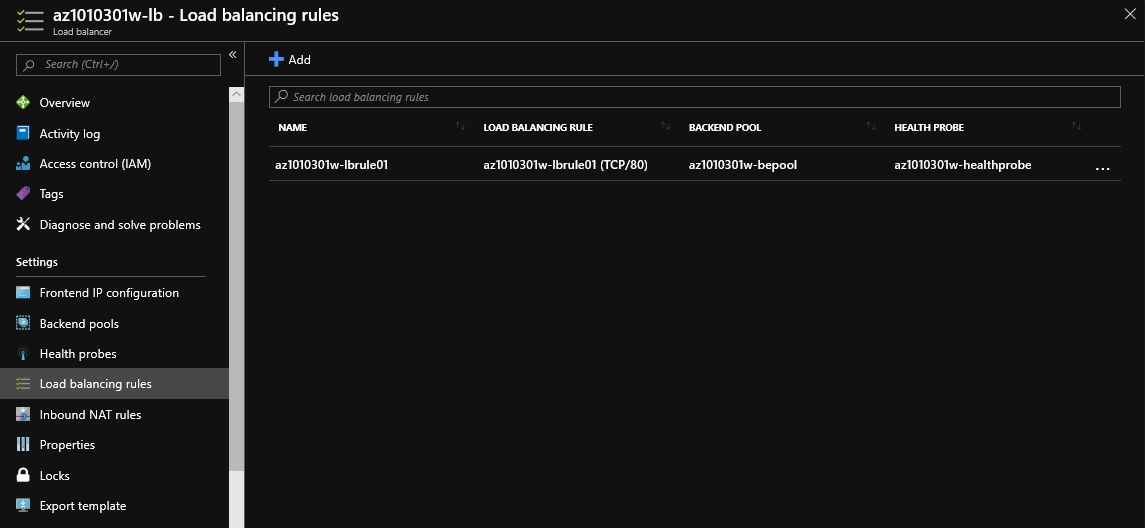 az1010301w-lb - Load balancing rules
Load balancer
Search (Ctrl+/)
Overview
Activity log
Access control (IAM)
Tags
Diagnose and solve problems
Settings
Frontend IP configuration
Backend pools
Health probes
Load balancing rules
Inbound NAT rules
Properties
Locks
Export template
Add
Search load balancing rules
NAME LOAD BALANCING RULE BACKEND POOL HEALTH PROBE
az1010301w-lbrule01 az1010301w-lbrule01 (TCP/80) az1010301w-bepool az1010301w-healthprobe ...